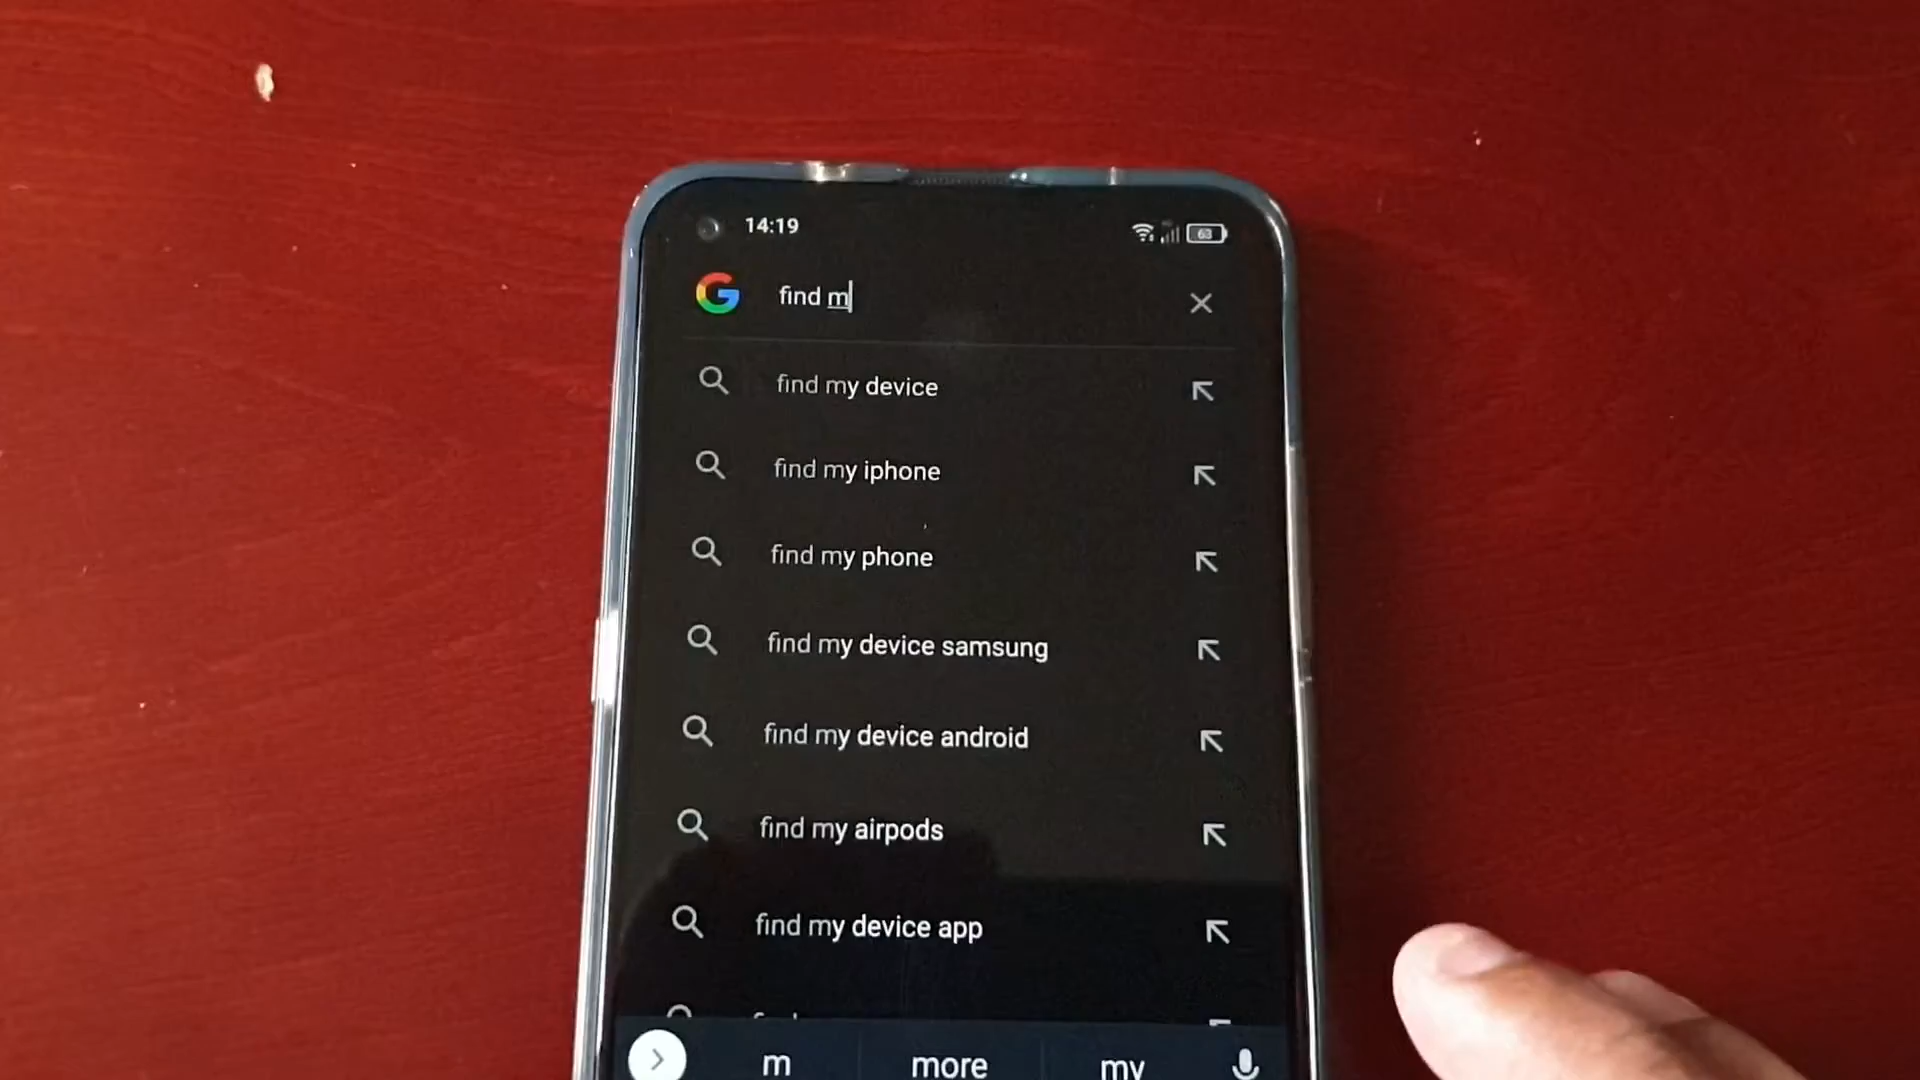 14:19
63
find m
find my device
find my iphone
find my phone
find my device samsung
find my device android
find my airpods
find my device app
m more my